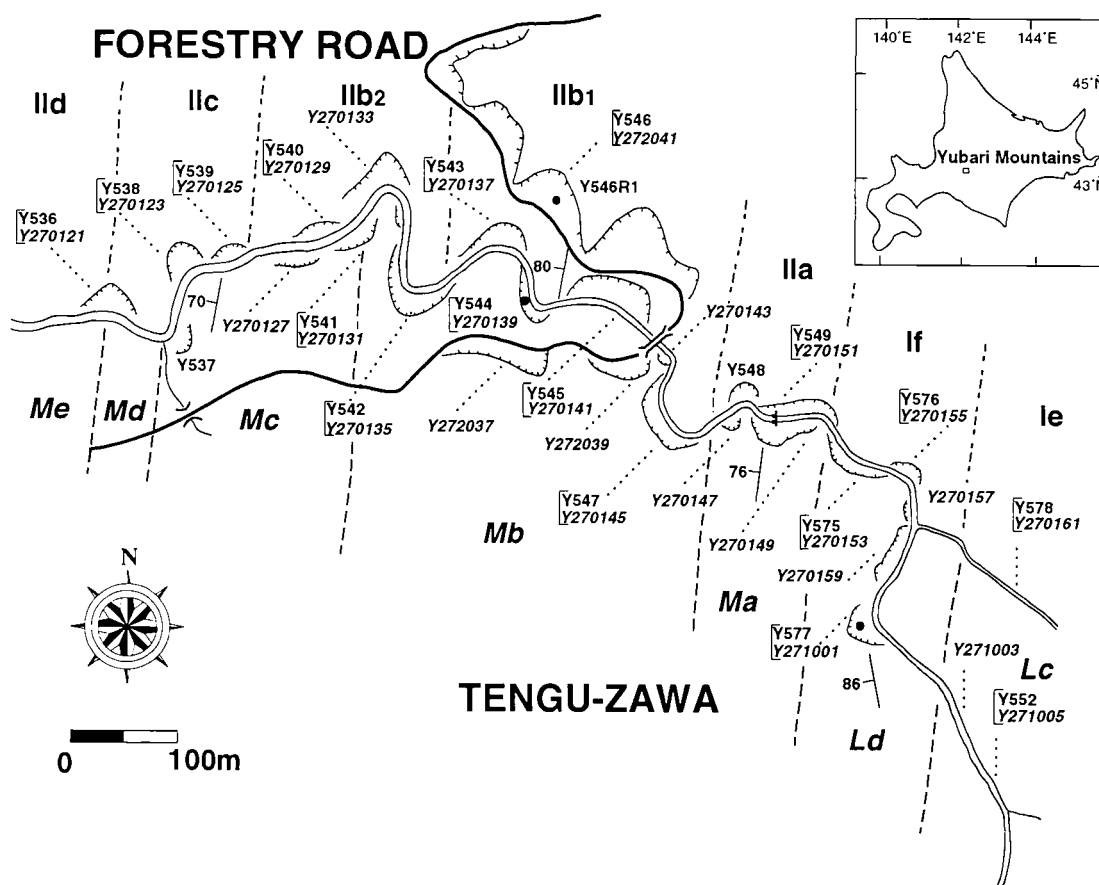 FORESTRY ROAD
140°E
142°E
144°E
45°N
43°N
Yubari Mountains
IId
IIc
IIb2
IIb1
Y270133
Y546
Y272041
Y540
Y270129
Y543
Y270137
Y539
Y270125
Y538
Y270123
Y546R1
Y536
Y270121
IIa
80
70
Y270127
Y541
Y270131
Y544
Y270139
Y270143
Y549
Y270151
If
Y537
Y548
Y576
Y270155
Ie
Me
Md
Mc
Y542
Y270135
Y272037
Y545
Y270141
Y272039
76
Y547
Y270145
Y270147
Y270157
Y578
Y270161
Mb
Y270149
Y575
Y270153
Y270159
N
Ma
Y577
Y271001
Y271003
Lc
TENGU-ZAWA
86
Y552
Y271005
Ld
0
100m